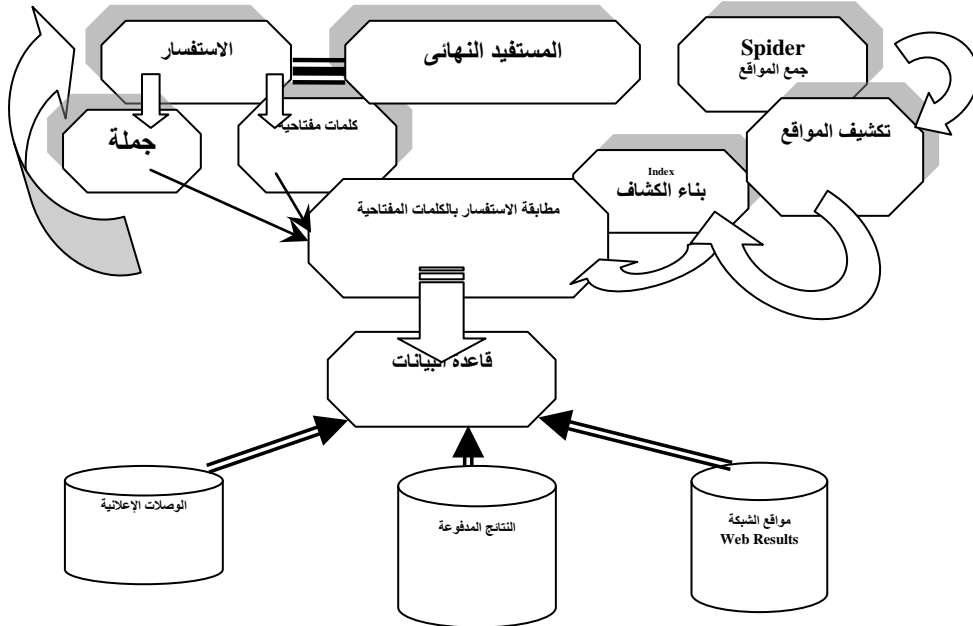 الاستفسار
المستفيد النهائى
Spider
جمع المواقع
جملة
كلمات مفتاحية
تكشيف المواقع
Index
بناء الكشاف
مطابقة الاستفسار بالكلمات المفتاحية
قاعده البيانات
الوصلات الإعلانية
النتائج المدفوعة
مواقع الشبكة
Web Results